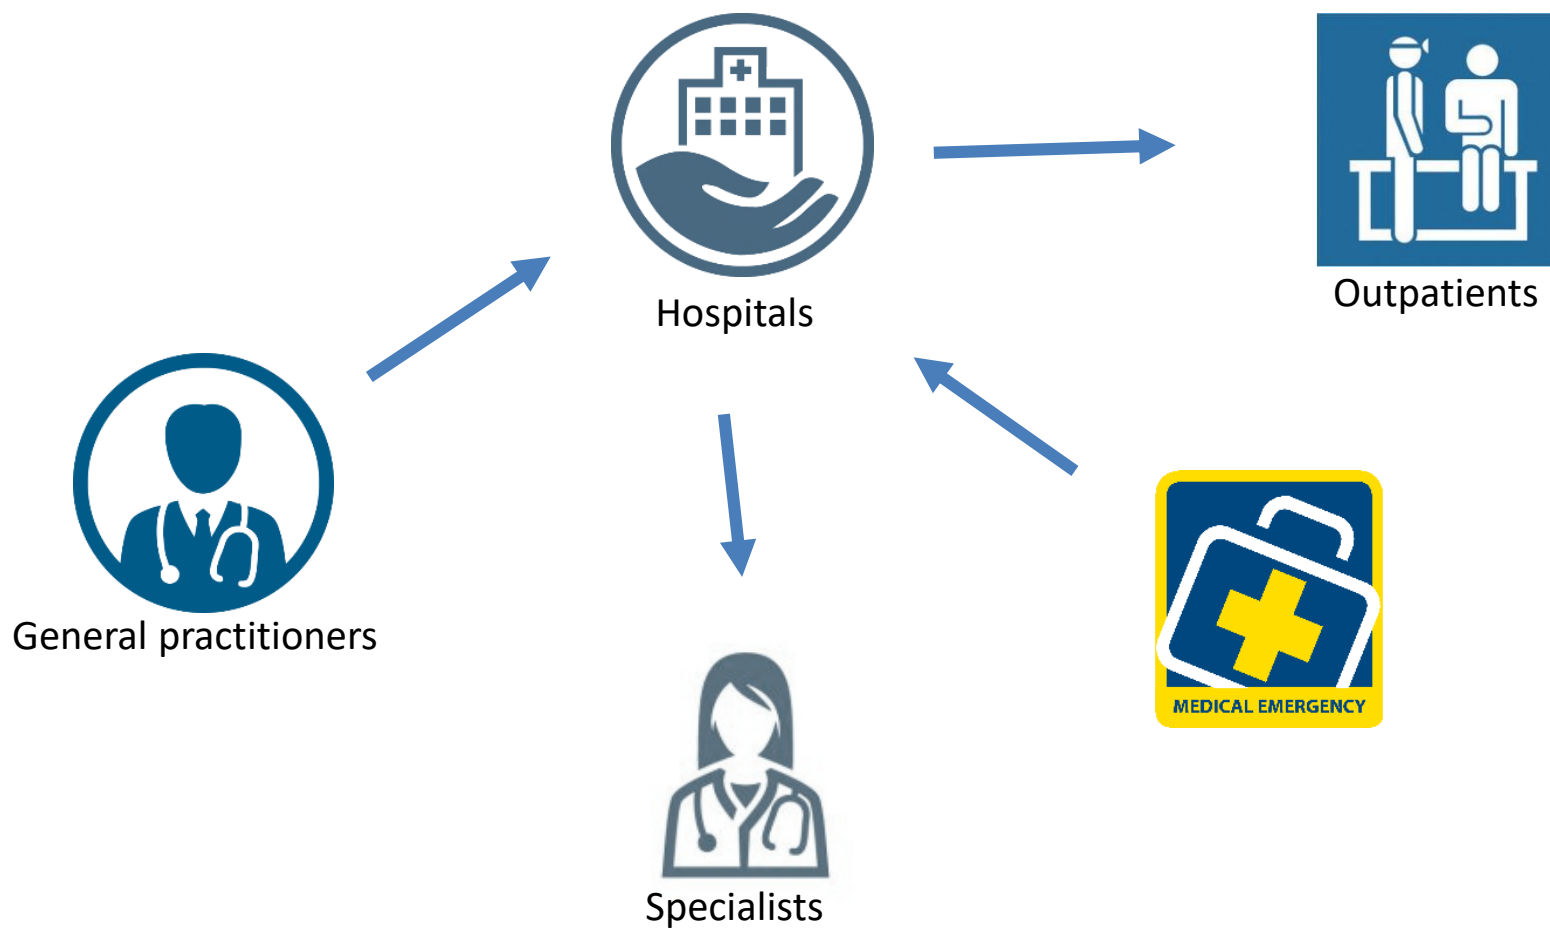 Hospitals
Outpatients
General practitioners
MEDICAL EMERGENCY
Specialists